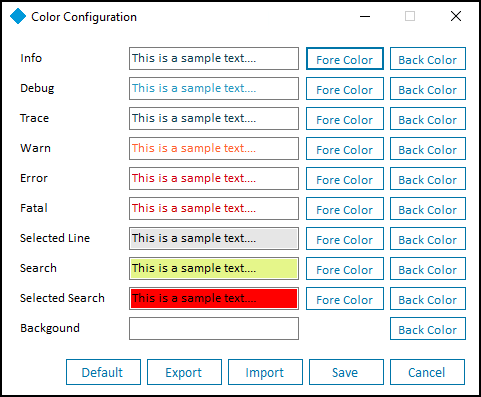 Color Configuration
Info This is a sample text.... Fore Color Back Color
Debug This is a sample text.... Fore Color Back Color
Trace This is a sample text.... Fore Color Back Color
Warn This is a sample text.... Fore Color Back Color
Error This is a sample text.... Fore Color Back Color
Fatal This is a sample text.... Fore Color Back Color
Selected Line This is a sample text.... Fore Color Back Color
Search This is a sample text.... Fore Color Back Color
Selected Search This is a sample text.... Fore Color Back Color
Backgound Back Color
Default Export Import Save Cancel